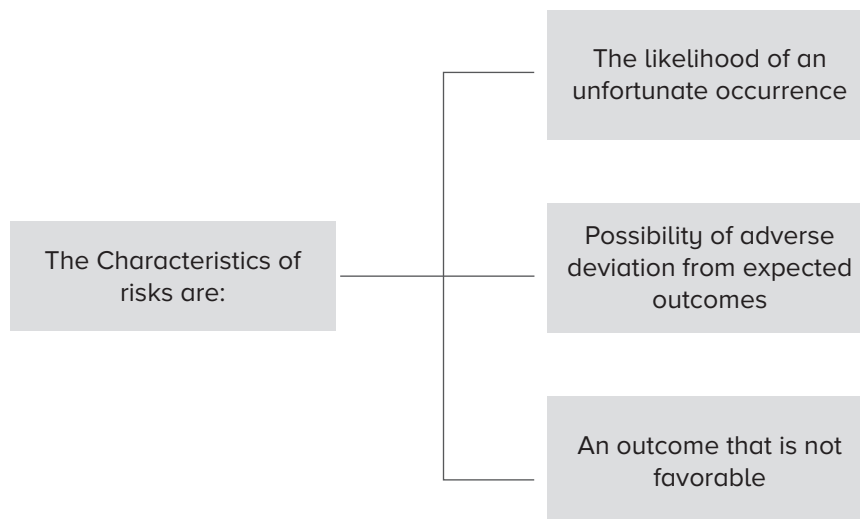 The Characteristics of
risks are:
The likelihood of an
unfortunate occurrence
Possibility of adverse
deviation from expected
outcomes
An outcome that is not
favorable